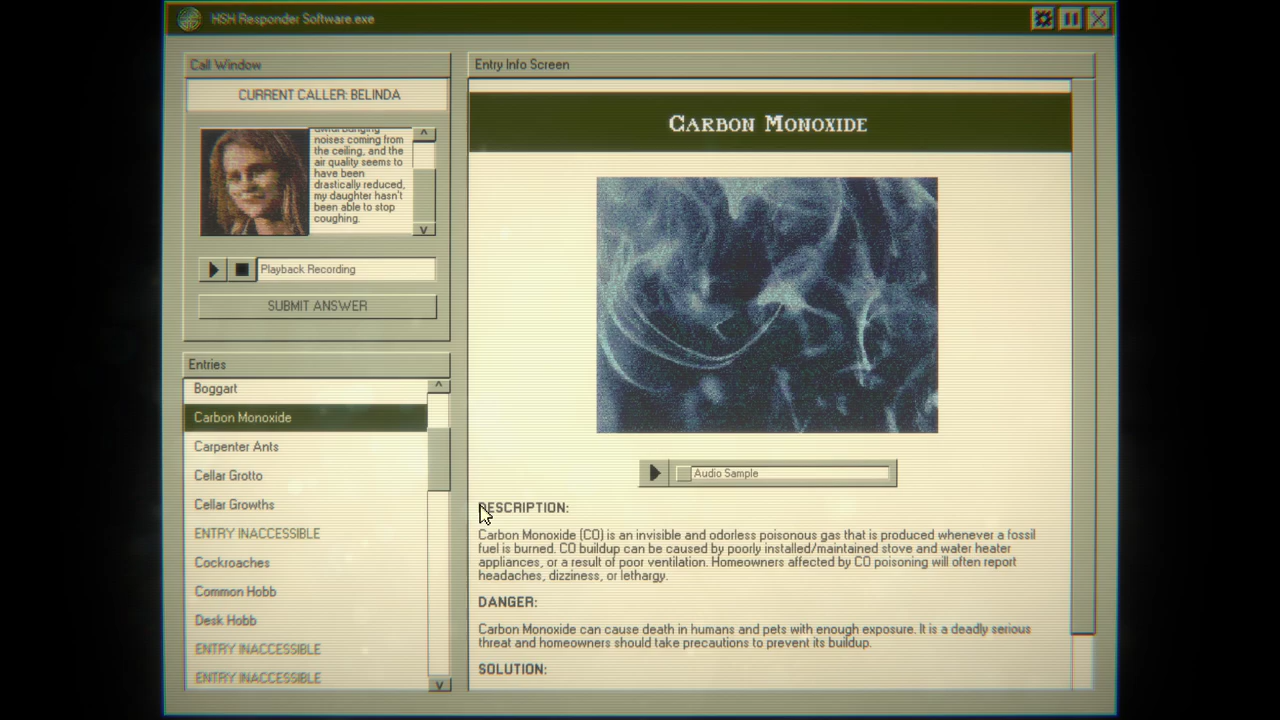 HSH Responder Software.exe
Call Window
CURRENT CALLER: BELINDA
noises coming from
the ceiling, and the
air quality seems to
have been
drastically reduced,
my daughter hasn't
been able to stop
coughing.
Playback Recording
SUBMIT ANSWER
Entries
Boggart
Carbon Monoxide
Carpenter Ants
Cellar Grotto
Cellar Growths
ENTRY INACCESSIBLE
Cockroaches
Common Hobb
Desk Hobb
ENTRY INACCESSIBLE
ENTRY INACCESSIBLE
Entry Info Screen
Carbon Monoxide
Audio Sample
DESCRIPTION:
Carbon Monoxide (CO) is an invisible and odorless poisonous gas that is produced whenever a fossil
fuel is burned. CO buildup can be caused by poorly installed/maintained stove and water heater
appliances, or a result of poor ventilation. Homeowners affected by CO poisoning will often report
headaches, dizziness, or lethargy.
DANGER:
Carbon Monoxide can cause death in humans and pets with enough exposure. It is a deadly serious
threat and homeowners should take precautions to prevent its buildup.
SOLUTION: